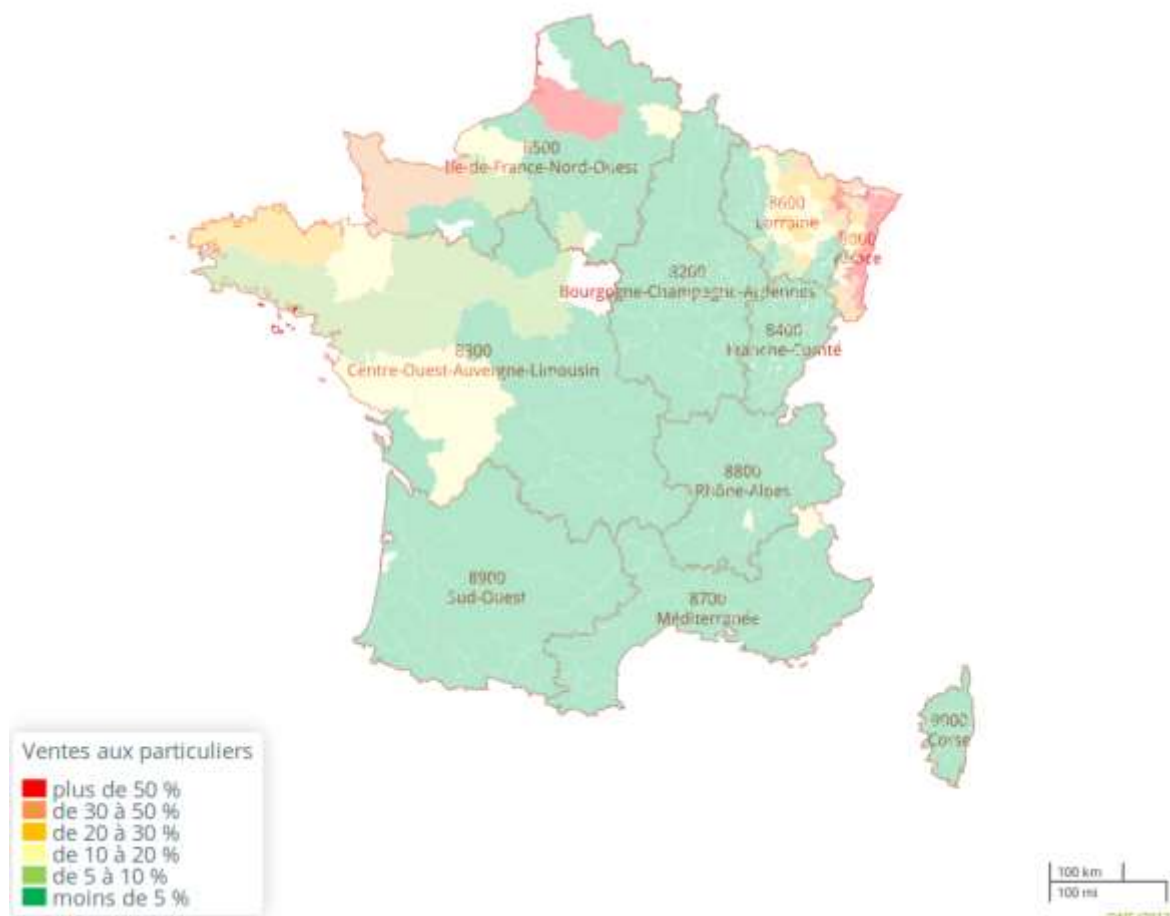 8500
Ile-de-France-Nord-Ouest
8600
Lorraine
Alsace
8200
Bourgogne-Champagne-Ardennes
8400
Franche-Comté
8300
Centre-Ouest-Auvergne-Limousin
8800
Rhône-Alpes
8900
Sud-Ouest
8700
Méditerranée
Corse
Ventes aux particuliers
plus de 50 %
de 30 à 50 %
de 20 à 30 %
de 10 à 20 %
de 5 à 10 %
moins de 5 %
100 km
100 mi